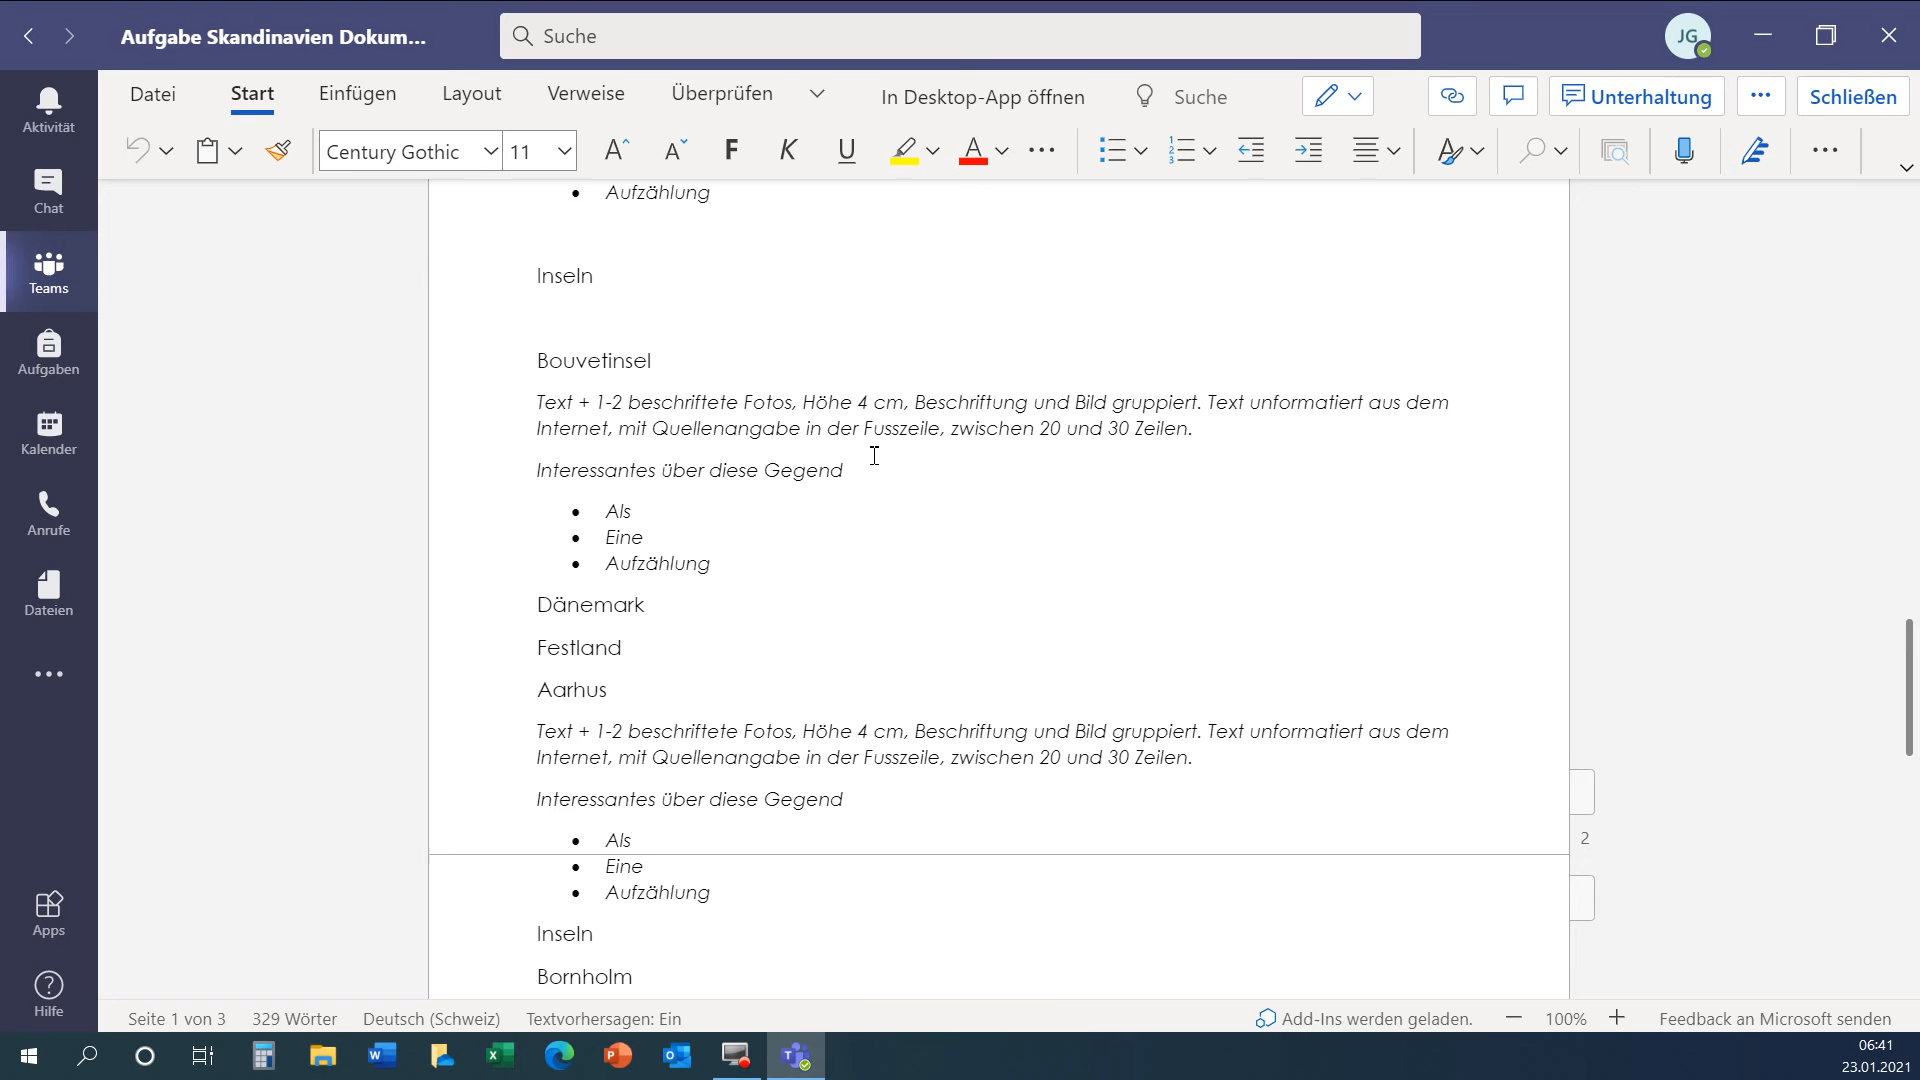 Aufgabe Skandinavien Dokum...
Suche
JG
Aktivität
Chat
Teams
Aufgaben
Kalender
Anrufe
Dateien
Apps
Hilfe
Datei
Start
Einfügen
Layout
Verweise
Überprüfen
In Desktop-App öffnen
Suche
Unterhaltung
Schließen
Century Gothic
11
F
K
U
Aufzählung
Inseln
Bouvetinsel
Text + 1-2 beschriftete Fotos, Höhe 4 cm, Beschriftung und Bild gruppiert. Text unformatiert aus dem
Internet, mit Quellenangabe in der Fusszeile, zwischen 20 und 30 Zeilen.
Interessantes über diese Gegend
• Als
• Eine
• Aufzählung
Dänemark
Festland
Aarhus
Text + 1-2 beschriftete Fotos, Höhe 4 cm, Beschriftung und Bild gruppiert. Text unformatiert aus dem
Internet, mit Quellenangabe in der Fusszeile, zwischen 20 und 30 Zeilen.
Interessantes über diese Gegend
• Als
• Eine
• Aufzählung
2
Inseln
Bornholm
Seite 1 von 3
329 Wörter
Deutsch (Schweiz)
Textvorhersagen: Ein
Add-Ins werden geladen.
100%
Feedback an Microsoft senden
06:41
23.01.2021